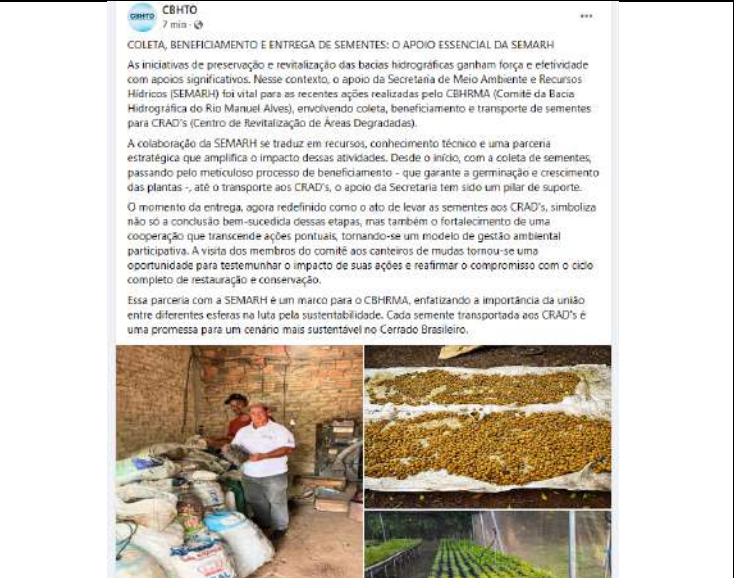 CBHTO
CBHTO
7 min ·
COLETA, BENEFICIAMENTO E ENTREGA DE SEMENTES: O APOIO ESSENCIAL DA SEMARH
As iniciativas de preservação e revitalização das bacias hidrográficas ganham força e efetividade
com apoios significativos. Nesse contexto, o apoio da Secretaria de Meio Ambiente e Recursos
Hídricos (SEMARH) foi vital para as recentes ações realizadas pelo CBHRMA (Comitê da Bacia
Hidrográfica do Rio Manuel Alves), envolvendo coleta, beneficiamento e transporte de sementes
para CRAD's (Centro de Revitalização de Áreas Degradadas).
A colaboração da SEMARH se traduz em recursos, conhecimento técnico e uma parceria
estratégica que amplifica o impacto dessas atividades. Desde o início, com a coleta de sementes,
passando pelo meticuloso processo de beneficiamento - que garante a germinação e crescimento
das plantas -, até o transporte aos CRAD's, o apoio da Secretaria tem sido um pilar de suporte.
O momento da entrega, agora redefinido como o ato de levar as sementes aos CRAD's, simboliza
não só a conclusão bem-sucedida dessas etapas, mas também o fortalecimento de uma
cooperação que transcende ações pontuais, tornando-se um modelo de gestão ambiental
participativa. A visita dos membros do comitê aos canteiros de mudas tornou-se uma
oportunidade para testemunhar o impacto de suas ações e reafirmar o compromisso com o ciclo
completo de restauração e conservação.
Essa parceria com a SEMARH é um marco para o CBHRMA, enfatizando a importância da união
entre diferentes esferas na luta pela sustentabilidade. Cada semente transportada aos CRAD's é
uma promessa para um cenário mais sustentável no Cerrado Brasileiro.